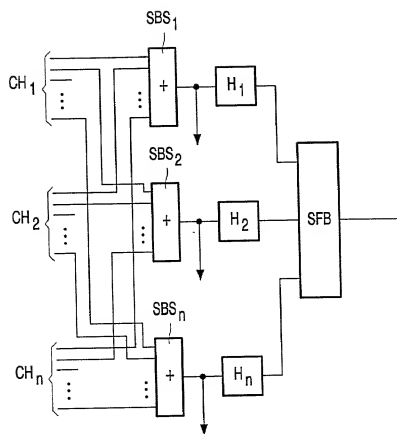 SBS₁
CH₁
+
H₁
SBS₂
CH₂
+
H₂
SFB
SBSₙ
CHₙ
+
Hₙ